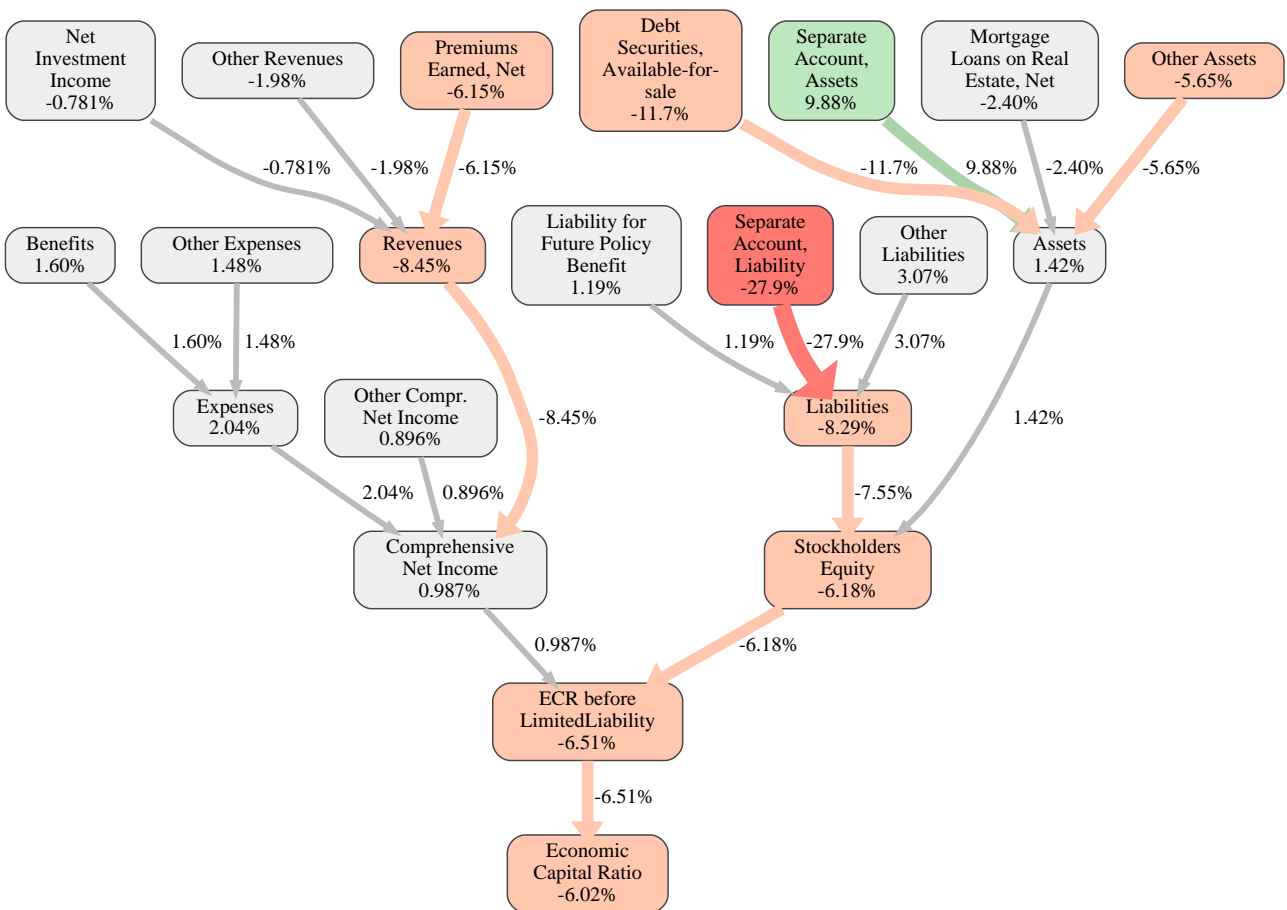 Net
Investment
Income
-0.781%
Other Revenues
-1.98%
Premiums
Earned, Net
-6.15%
Debt
Securities,
Available-for-
sale
-11.7%
Separate
Account,
Assets
9.88%
Mortgage
Loans on Real
Estate, Net
-2.40%
Other Assets
-5.65%
-0.781%
-1.98%
-6.15%
-11.7%
9.88%
-2.40%
-5.65%
Benefits
1.60%
Other Expenses
1.48%
Revenues
-8.45%
Liability for
Future Policy
Benefit
1.19%
Separate
Account,
Liability
-27.9%
Other
Liabilities
3.07%
Assets
1.42%
1.60%
1.48%
1.19%
-27.9%
3.07%
Expenses
2.04%
Other Compr.
Net Income
0.896%
-8.45%
Liabilities
-8.29%
1.42%
2.04%
0.896%
-7.55%
Comprehensive
Net Income
0.987%
Stockholders
Equity
-6.18%
0.987%
-6.18%
ECR before
LimitedLiability
-6.51%
-6.51%
Economic
Capital Ratio
-6.02%